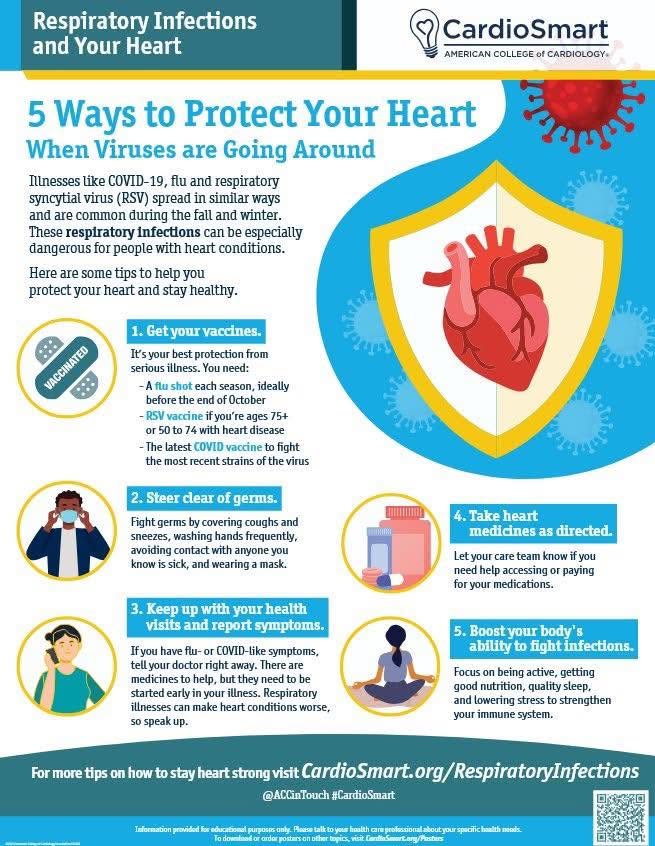 Respiratory Infections
and Your Heart
CardioSmart
AMERICAN COLLEGE of CARDIOLOGY
5 Ways to Protect Your Heart
When Viruses are Going Around
Illnesses like COVID-19, flu and respiratory
syncytial virus (RSV) spread in similar ways
and are common during the fall and winter.
These respiratory infections can be especially
dangerous for people with heart conditions.
Here are some tips to help you
protect your heart and stay healthy.
VACCINATED
1. Get your vaccines.
It's your best protection from
serious illness. You need:
- A flu shot each season, ideally
before the end of October
- RSV vaccine if you're ages 75+
or 50 to 74 with heart disease
- The latest COVID vaccine to fight
the most recent strains of the virus
2. Steer clear of germs.
Fight germs by covering coughs and
sneezes, washing hands frequently,
avoiding contact with anyone you
know is sick, and wearing a mask.
3. Keep up with your health
visits and report symptoms.
If you have flu- or COVID-like symptoms,
tell your doctor right away. There are
medicines to help, but they need to be
started early in your illness. Respiratory
illnesses can make heart conditions worse,
so speak up.
4. Take heart
medicines as directed.
Let your care team know if you
need help accessing or paying
for your medications.
5. Boost your body's
ability to fight infections.
Focus on being active, getting
good nutrition, quality sleep,
and lowering stress to strengthen
your immune system.
For more tips on how to stay heart strong visit CardioSmart.org/RespiratoryInfections
@ACCinTouch #CardioSmart
Information provided for educational purposes only. Please talk to your health care professional about your specific health needs.
To download or order posters on other topics, visit CardioSmart.org/Posters